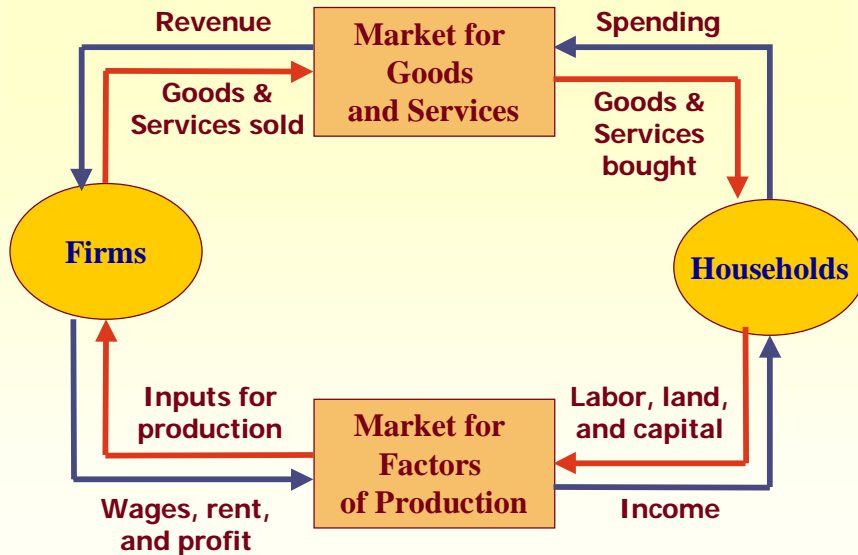 Revenue
Market for
Goods
and Services
Spending
Goods &
Services sold
Goods &
Services
bought
Firms
Households
Inputs for
production
Market for
Factors
of Production
Labor, land,
and capital
Wages, rent,
and profit
Income